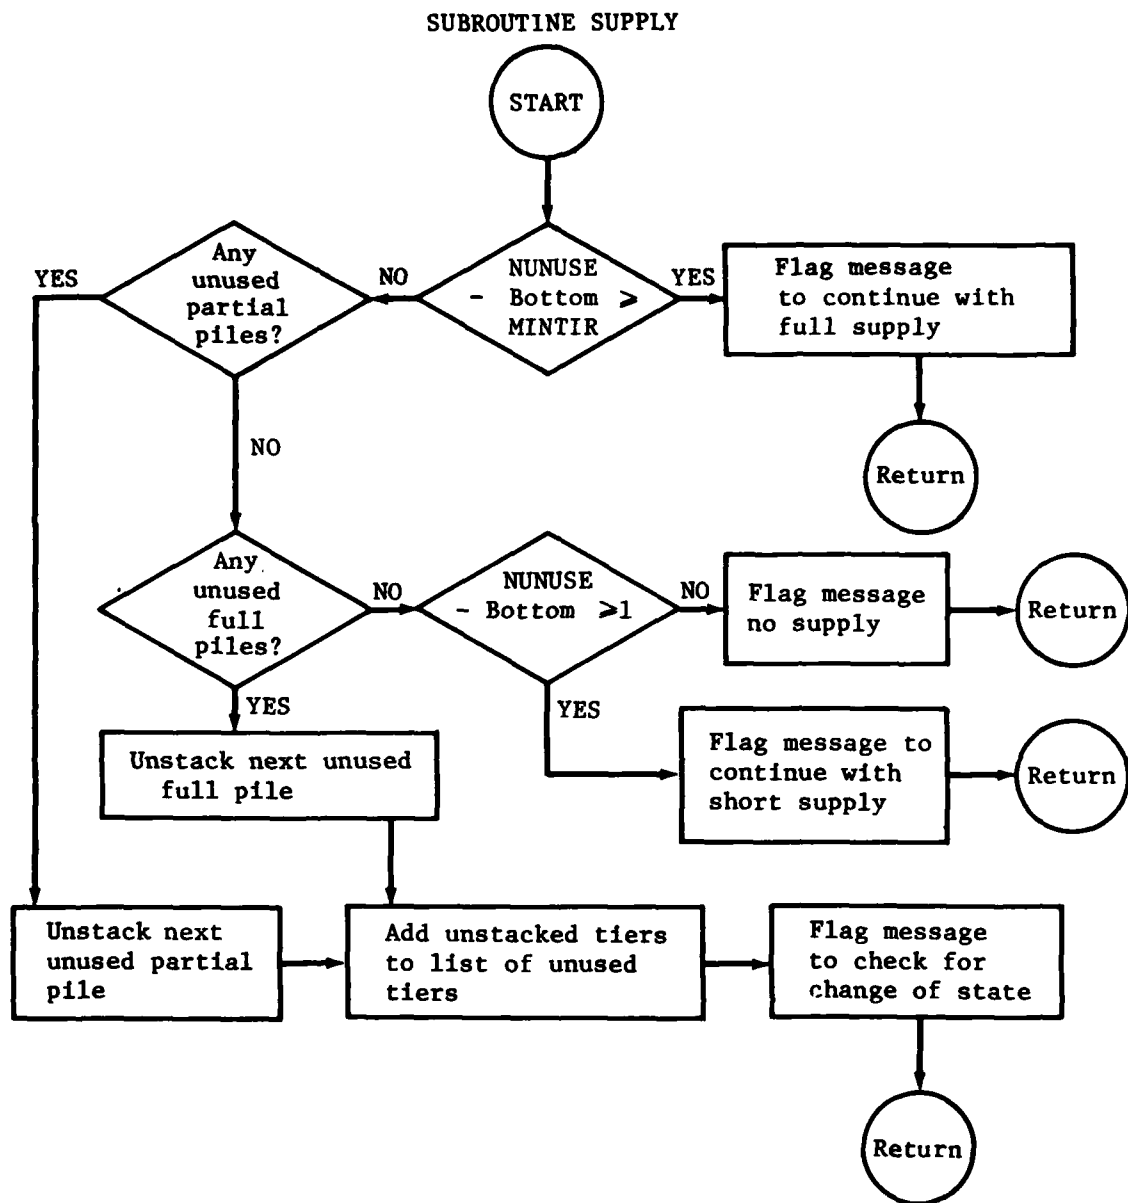 SUBROUTINE SUPPLY
START
YES
Any
unused
partial
piles?
NO
NUNUSE
- Bottom ⩾
MINTIR
YES
Flag message
to continue with
full supply
NO
Return
Any
unused
full
piles?
NO
NUNUSE
- Bottom ⩾1
NO
Flag message
no supply
Return
YES
YES
Unstack next unused
full pile
Flag message to
continue with
short supply
Return
Unstack next
unused partial
pile
Add unstacked tiers
to list of unused
tiers
Flag message
to check for
change of state
Return